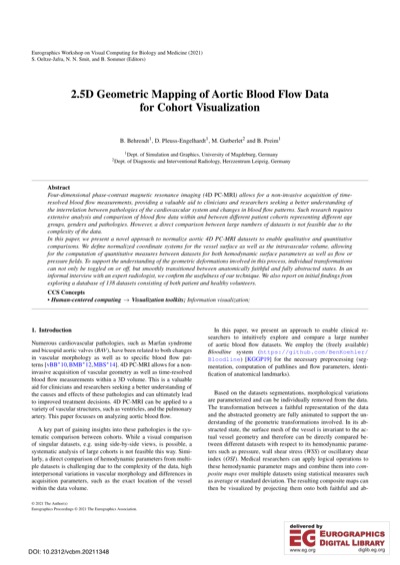 Eurographics Workshop on Visual Computing for Biology and Medicine (2021)
S. Oeltze-Jafra, N. N. Smit, and B. Sommer (Editors)
2.5D Geometric Mapping of Aortic Blood Flow Data
for Cohort Visualization
B. Behrendt1, D. Pleuss-Engelhardt1, M. Gutberlet2 and B. Preim1
1Dept. of Simulation and Graphics, University of Magdeburg, Germany
2Dept. of Diagnostic and Interventional Radiology, Herzzentrum Leipzig, Germany
Abstract
Four-dimensional phase-contrast magnetic resonance imaging (4D PC-MRI) allows for a non-invasive acquisition of time-
resolved blood flow measurements, providing a valuable aid to clinicians and researchers seeking a better understanding of
the interrelation between pathologies of the cardiovascular system and changes in blood flow patterns. Such research requires
extensive analysis and comparison of blood flow data within and between different patient cohorts representing different age
groups, genders and pathologies. However, a direct comparison between large numbers of datasets is not feasible due to the
complexity of the data.
In this paper, we present a novel approach to normalize aortic 4D PC-MRI datasets to enable qualitative and quantitative
comparisons. We define normalized coordinate systems for the vessel surface as well as the intravascular volume, allowing
for the computation of quantitative measures between datasets for both hemodynamic surface parameters as well as flow or
pressure fields. To support the understanding of the geometric deformations involved in this process, individual transformations
can not only be toggled on or off, but smoothly transitioned between anatomically faithful and fully abstracted states. In an
informal interview with an expert radiologist, we confirm the usefulness of our technique. We also report on initial findings from
exploring a database of 138 datasets consisting of both patient and healthy volunteers.
CCS Concepts
• Human-centered computing → Visualization toolkits; Information visualization;
1. Introduction
Numerous cardiovascular pathologies, such as Marfan syndrome
and bicuspid aortic valves (BAV), have been related to both changes
in vascular morphology as well as to specific blood flow pat-
terns [vBB*10, BMB*12, MBS*14]. 4D PC-MRI allows for a non-
invasive acquisition of vascular geometry as well as time-resolved
blood flow measurements within a 3D volume. This is a valuable
aid for clinicians and researchers seeking a better understanding of
the causes and effects of these pathologies and can ultimately lead
to improved treatment decisions. 4D PC-MRI can be applied to a
variety of vascular structures, such as ventricles, and the pulmonary
artery. This paper focuses on analyzing aortic blood flow.
A key part of gaining insights into these pathologies is the sys-
tematic comparison between cohorts. While a visual comparison
of singular datasets, e.g. using side-by-side views, is possible, a
systematic analysis of large cohorts is not feasible this way. Simi-
larly, a direct comparison of hemodynamic parameters from multi-
ple datasets is challenging due to the complexity of the data, high
interpersonal variations in vascular morphology and differences in
acquisition parameters, such as the exact location of the vessel
within the data volume.
© 2021 The Author(s)
Eurographics Proceedings © 2021 The Eurographics Association.
In this paper, we present an approach to enable clinical re-
searchers to intuitively explore and compare a large number
of aortic blood flow datasets. We employ the (freely available)
Bloodline system (https://github.com/BenKoehler/
Bloodline) [KGGP19] for the necessary preprocessing (seg-
mentation, computation of pathlines and flow parameters, identi-
fication of anatomical landmarks).
Based on the datasets segmentations, morphological variations
are parameterized and can be individually removed from the data.
The transformation between a faithful representation of the data
and the abstracted geometry are fully animated to support the un-
derstanding of the geometric transformations involved. In its ab-
stracted state, the surface mesh of the vessel is invariant to the ac-
tual vessel geometry and therefore can be directly compared be-
tween different datasets with respect to its hemodynamic parame-
ters such as pressure, wall shear stress (WSS) or oscillatory shear
index (OSI). Medical researchers can apply logical operations to
these hemodynamic parameter maps and combine them into com-
posite maps over multiple datasets using statistical measures such
as average or standard deviation. The resulting composite maps can
then be visualized by projecting them onto both faithful and ab-
DOI: 10.2312/vcbm.20211348
delivered by
EG EUROGRAPHICS
DIGITAL LIBRARY
www.eg.org
diglib.eg.org